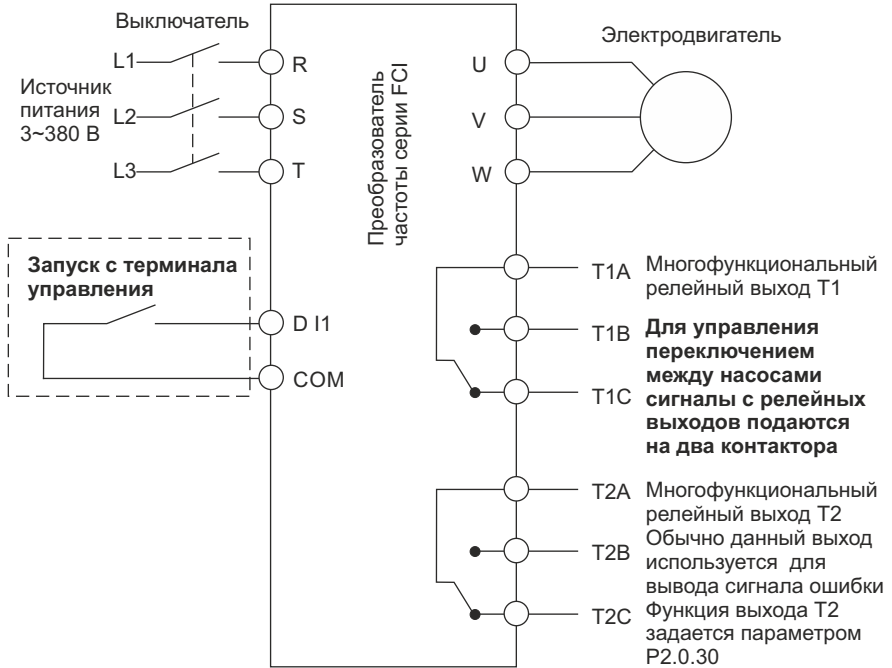 Выключатель
L1
L2
L3
Источник
питания
3~380 В
R
S
T
Преобразователь
частоты серии FCI
U
V
W
Электродвигатель
Запуск с терминала
управления
D I1
COM
T1A
T1B
T1C
Многофункциональный
релейный выход T1
Для управления
переключением
между насосами
сигналы с релейных
выходов подаются
на два контактора
T2A
T2B
T2C
Многофункциональный
релейный выход T2
Обычно данный выход
используется для
вывода сигнала ошибки
Функция выхода T2
задается параметром
P2.0.30